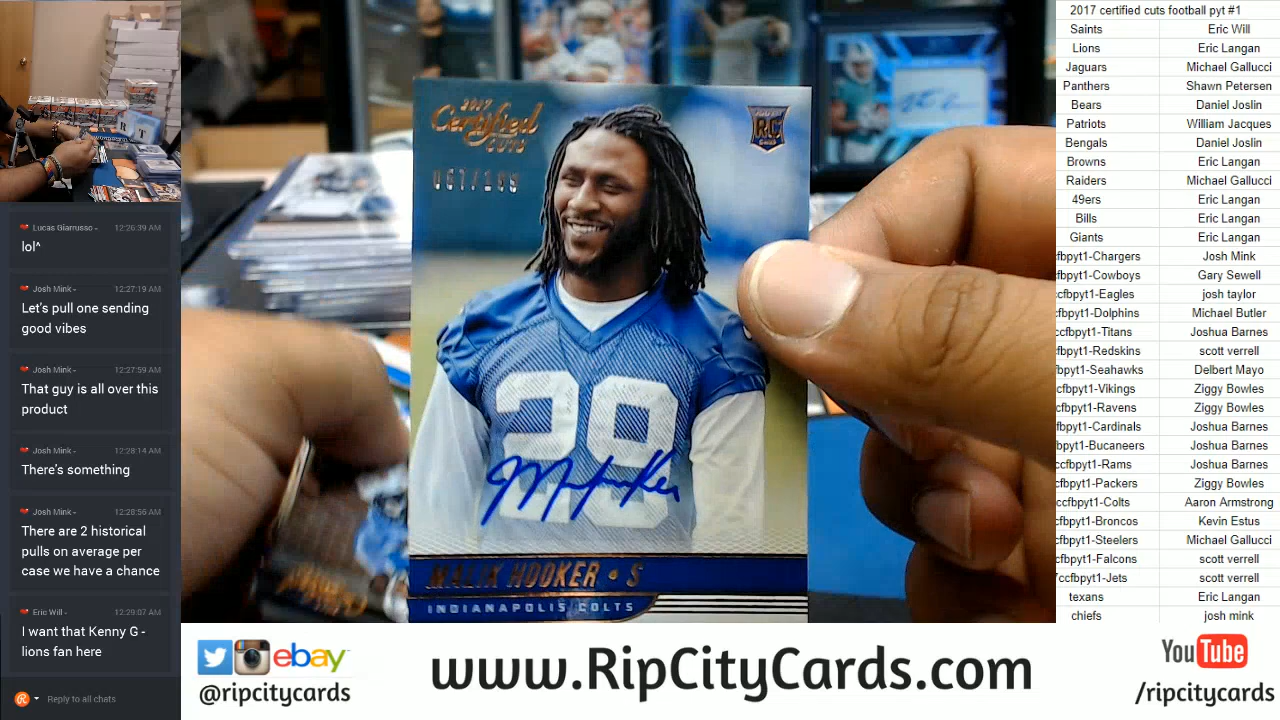 Lucas Giarrusso -
12:26:39 AM
lol^
Josh Mink -
12:27:19 AM
Let's pull one sending
good vibes
Josh Mink -
12:27:59 AM
That guy is all over this
product
Josh Mink -
12:28:14 AM
There's something
Josh Mink -
12:28:56 AM
There are 2 historical
pulls on average per
case we have a chance
Eric Will -
12:29:07 AM
I want that Kenny G -
lions fan here
Reply to all chats
2017
Certified
CUTS
RC
28
MALIK HOOKER • S
INDIANAPOLIS COLTS
2017 certified cuts football pyt #1
Saints Eric Will
Lions Eric Langan
Jaguars Michael Gallucci
Panthers Shawn Petersen
Bears Daniel Joslin
Patriots William Jacques
Bengals Daniel Joslin
Browns Eric Langan
Raiders Michael Gallucci
49ers Eric Langan
Bills Eric Langan
Giants Eric Langan
cfbpyt1-Chargers Josh Mink
ccfbpyt1-Cowboys Gary Sewell
ccfbpyt1-Eagles josh taylor
cfbpyt1-Dolphins Michael Butler
ccfbpyt1-Titans Joshua Barnes
cfbpyt1-Redskins scott verrell
fbpyt1-Seahawks Delbert Mayo
cfbpyt1-Vikings Ziggy Bowles
cfbpyt1-Ravens Ziggy Bowles
fbpyt1-Cardinals Joshua Barnes
bpyt1-Bucaneers Joshua Barnes
ccfbpyt1-Rams Joshua Barnes
cfbpyt1-Packers Ziggy Bowles
ccfbpyt1-Colts Aaron Armstrong
cfbpyt1-Broncos Kevin Estus
cfbpyt1-Steelers Michael Gallucci
cfbpyt1-Falcons scott verrell
7ccfbpyt1-Jets scott verrell
texans Eric Langan
chiefs josh mink
ebay
@ripcitycards
www.RipCityCards.com
YouTube
/ripcitycards